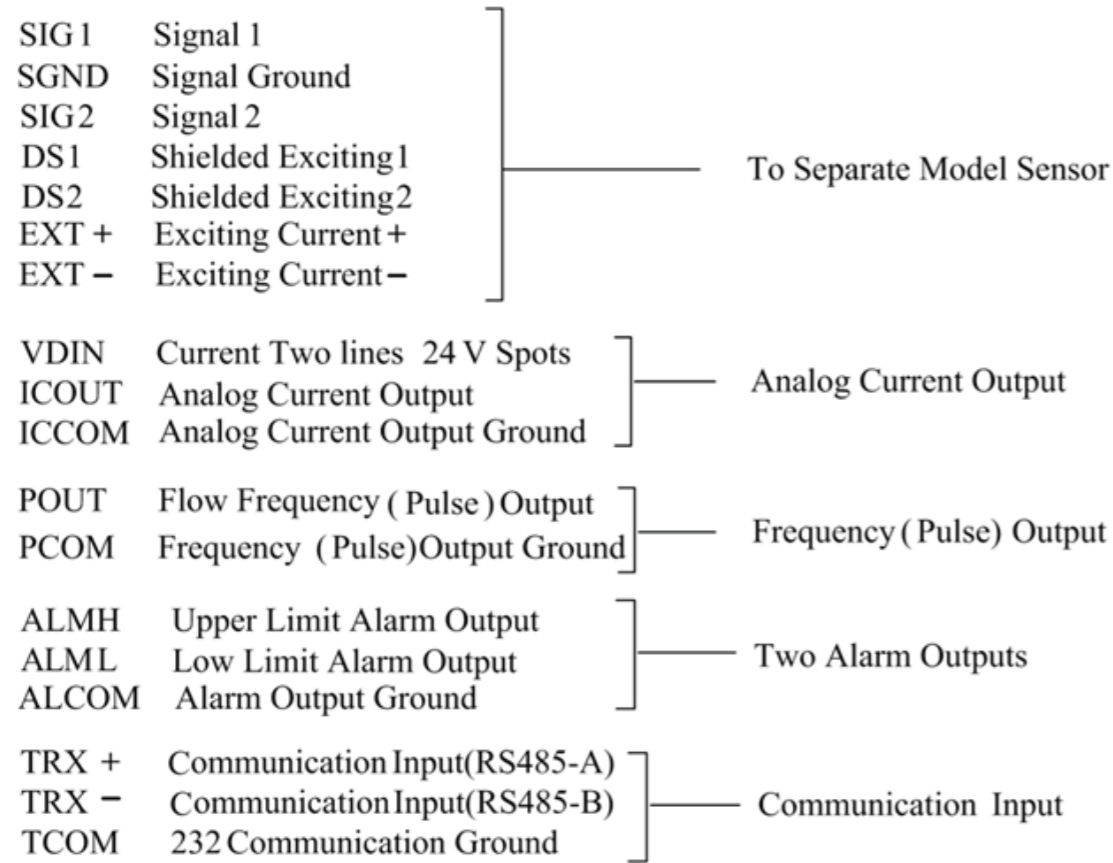 SIG1 Signal 1
SGND Signal Ground
SIG2 Signal 2
DS1 Shielded Exciting1
DS2 Shielded Exciting2
EXT + Exciting Current+
EXT − Exciting Current−
To Separate Model Sensor
VDIN Current Two lines 24 V Spots
ICOUT Analog Current Output
ICCOM Analog Current Output Ground
Analog Current Output
POUT Flow Frequency ( Pulse ) Output
PCOM Frequency ( Pulse)Output Ground
Frequency ( Pulse) Output
ALMH Upper Limit Alarm Output
ALML Low Limit Alarm Output
ALCOM Alarm Output Ground
Two Alarm Outputs
TRX + Communication Input(RS485-A)
TRX − Communication Input(RS485-B)
TCOM 232 Communication Ground
Communication Input